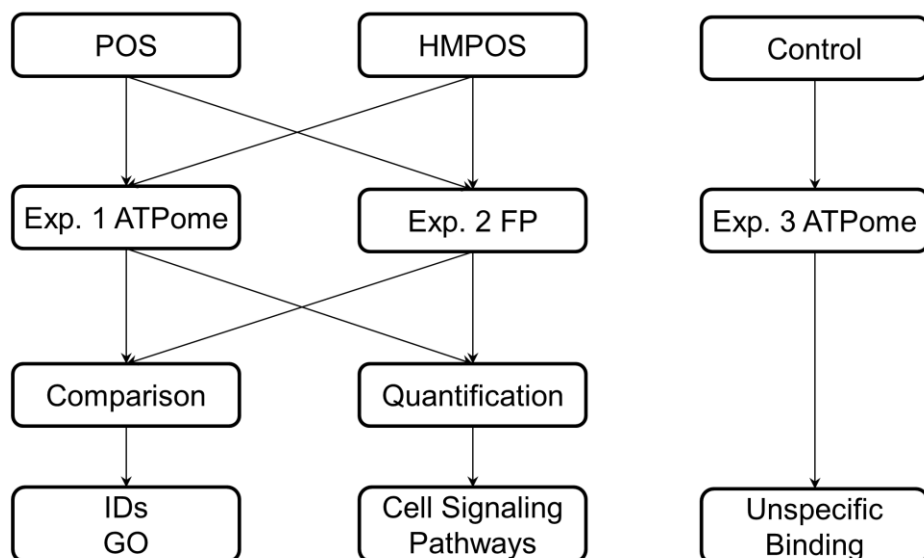 POS
HMPOS
Control
Exp. 1 ATPome
Exp. 2 FP
Exp. 3 ATPome
Comparison
Quantification
IDs
GO
Cell Signaling
Pathways
Unspecific
Binding